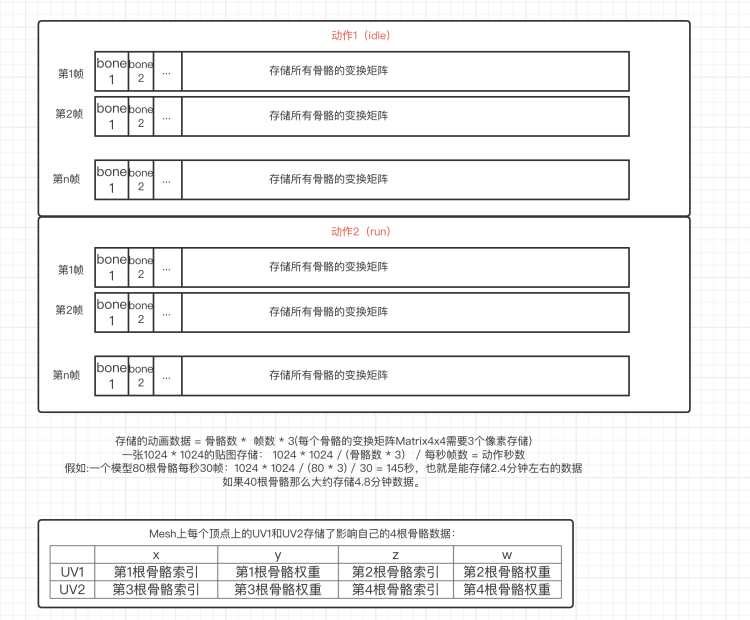 动作1（idle）
第1帧 bone 1 bone 2 ... 存储所有骨骼的变换矩阵
第2帧 bone 1 bone 2 ... 存储所有骨骼的变换矩阵
第n帧 bone 1 bone 2 ... 存储所有骨骼的变换矩阵
动作2（run）
第1帧 bone 1 bone 2 ... 存储所有骨骼的变换矩阵
第2帧 bone 1 bone 2 ... 存储所有骨骼的变换矩阵
第n帧 bone 1 bone 2 ... 存储所有骨骼的变换矩阵
存储的动画数据 = 骨骼数 * 帧数 * 3(每个骨骼的变换矩阵Matrix4x4需要3个像素存储)
一张1024 * 1024的贴图存储： 1024 * 1024 / (骨骼数 * 3) / 每秒帧数 = 动作秒数
假如:一个模型80根骨骼每秒30帧：1024 * 1024 / (80 * 3) / 30 = 145秒，也就是能存储2.4分钟左右的数据
如果40根骨骼那么大约存储4.8分钟数据。
Mesh上每个顶点上的UV1和UV2存储了影响自己的4根骨骼数据：
x y z w
UV1 第1根骨骼索引 第1根骨骼权重 第2根骨骼索引 第2根骨骼权重
UV2 第3根骨骼索引 第3根骨骼权重 第4根骨骼索引 第4根骨骼权重